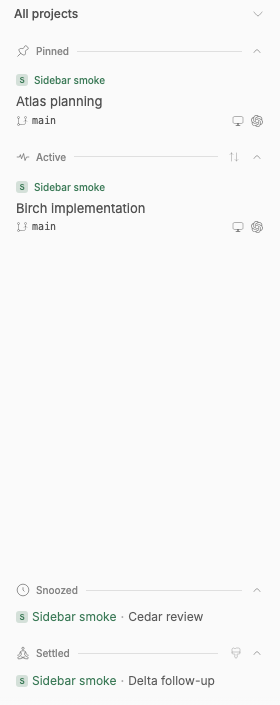 All projects
Pinned
S Sidebar smoke
Atlas planning
main
Active
S Sidebar smoke
Birch implementation
main
Snoozed
S Sidebar smoke · Cedar review
Settled
S Sidebar smoke · Delta follow-up